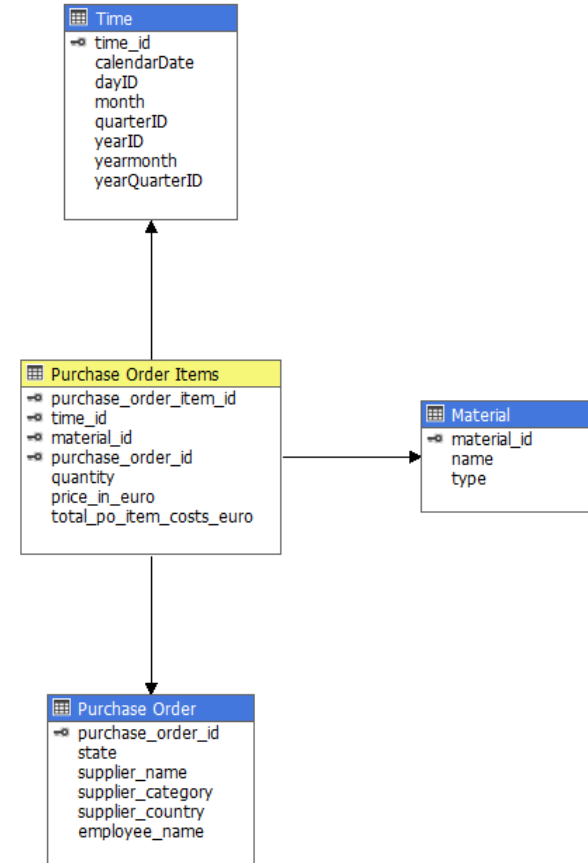 Time
time_id
calendarDate
dayID
month
quarterID
yearID
yearmonth
yearQuarterID
Purchase Order Items
purchase_order_item_id
time_id
material_id
purchase_order_id
quantity
price_in_euro
total_po_item_costs_euro
Material
material_id
name
type
Purchase Order
purchase_order_id
state
supplier_name
supplier_category
supplier_country
employee_name